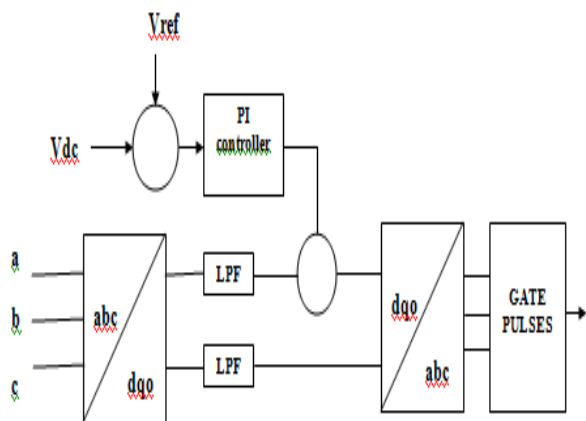 Vref
PI
controller
Vdc
a
b
c
abc
dqo
LPF
LPF
dqo
abc
GATE
PULSES